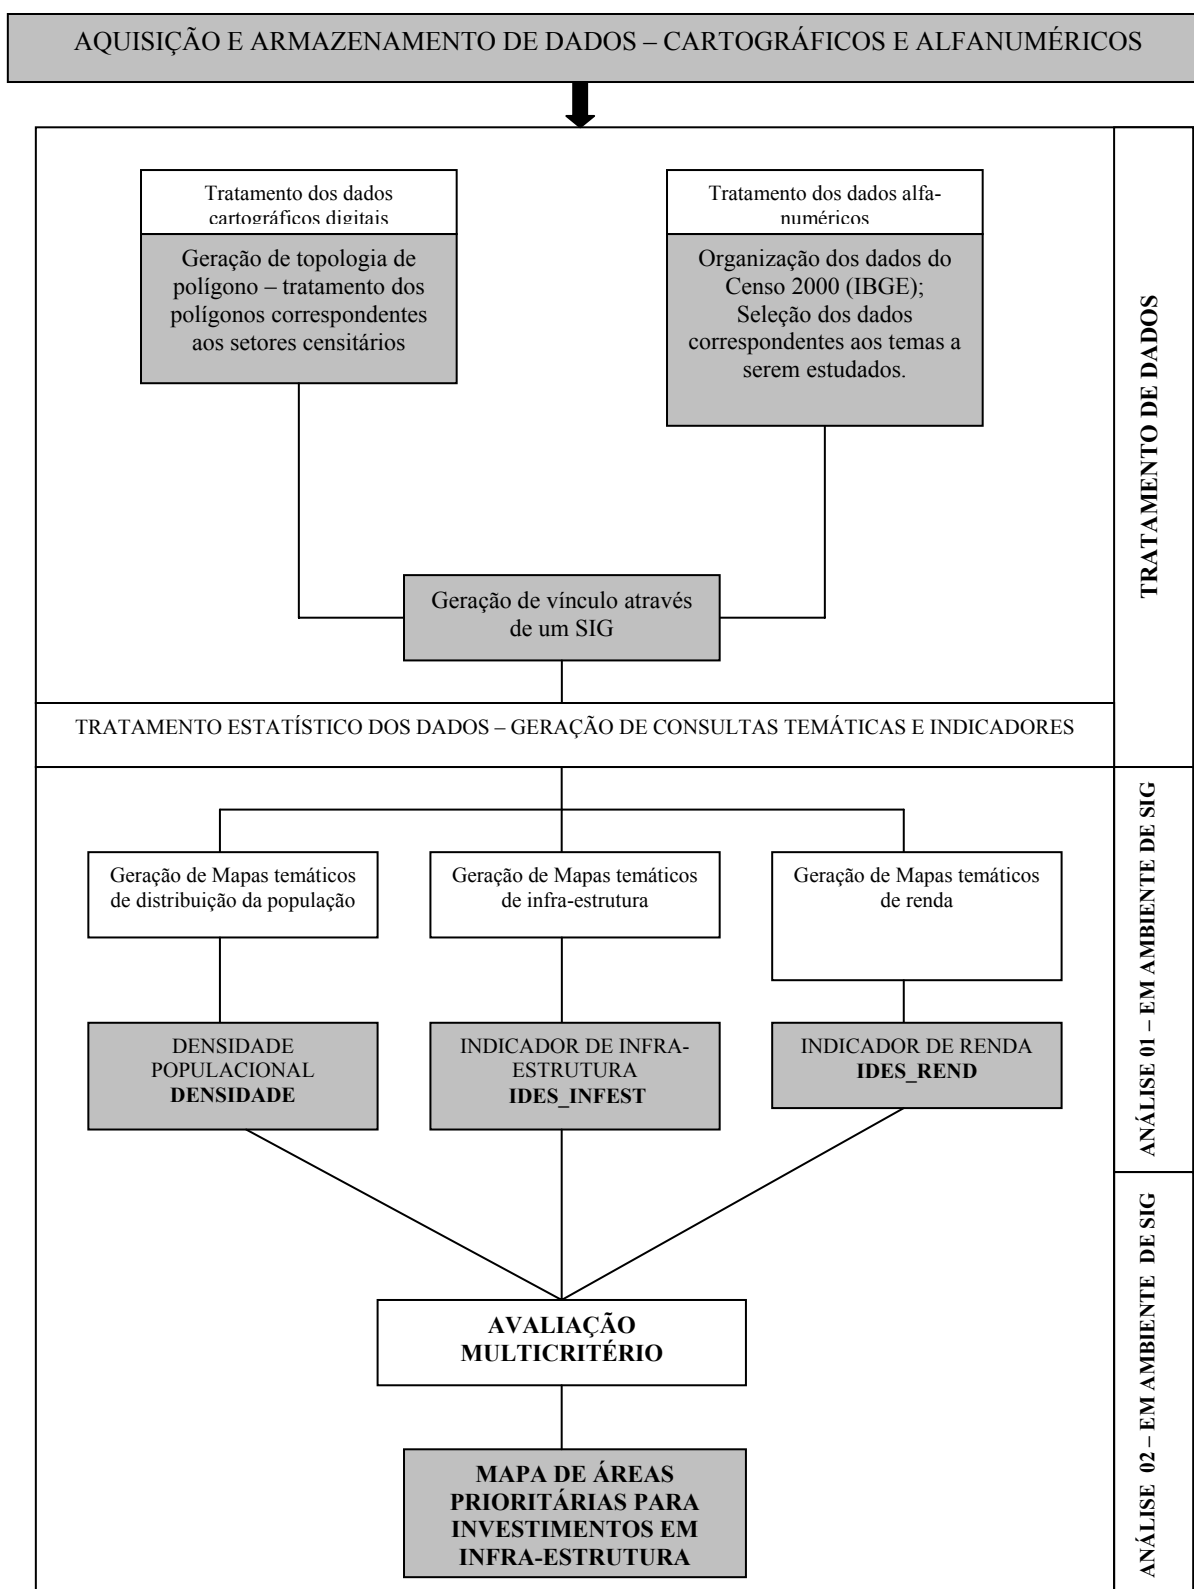 AQUISIÇÃO E ARMAZENAMENTO DE DADOS – CARTOGRÁFICOS E ALFANUMÉRICOS
Tratamento dos dados
cartográficos digitais
Geração de topologia de
polígono – tratamento dos
polígonos correspondentes
aos setores censitários
Tratamento dos dados alfa-
numéricos
Organização dos dados do
Censo 2000 (IBGE);
Seleção dos dados
correspondentes aos temas a
serem estudados.
Geração de vínculo através
de um SIG
TRATAMENTO DE DADOS
TRATAMENTO ESTATÍSTICO DOS DADOS – GERAÇÃO DE CONSULTAS TEMÁTICAS E INDICADORES
Geração de Mapas temáticos
de distribuição da população
Geração de Mapas temáticos
de infra-estrutura
Geração de Mapas temáticos
de renda
DENSIDADE
POPULACIONAL
DENSIDADE
INDICADOR DE INFRA-
ESTRUTURA
IDES_INFEST
INDICADOR DE RENDA
IDES_REND
ANÁLISE 01 – EM AMBIENTE DE SIG
AVALIAÇÃO
MULTICRITÉRIO
MAPA DE ÁREAS
PRIORITÁRIAS PARA
INVESTIMENTOS EM
INFRA-ESTRUTURA
ANÁLISE 02 – EM AMBIENTE DE SIG